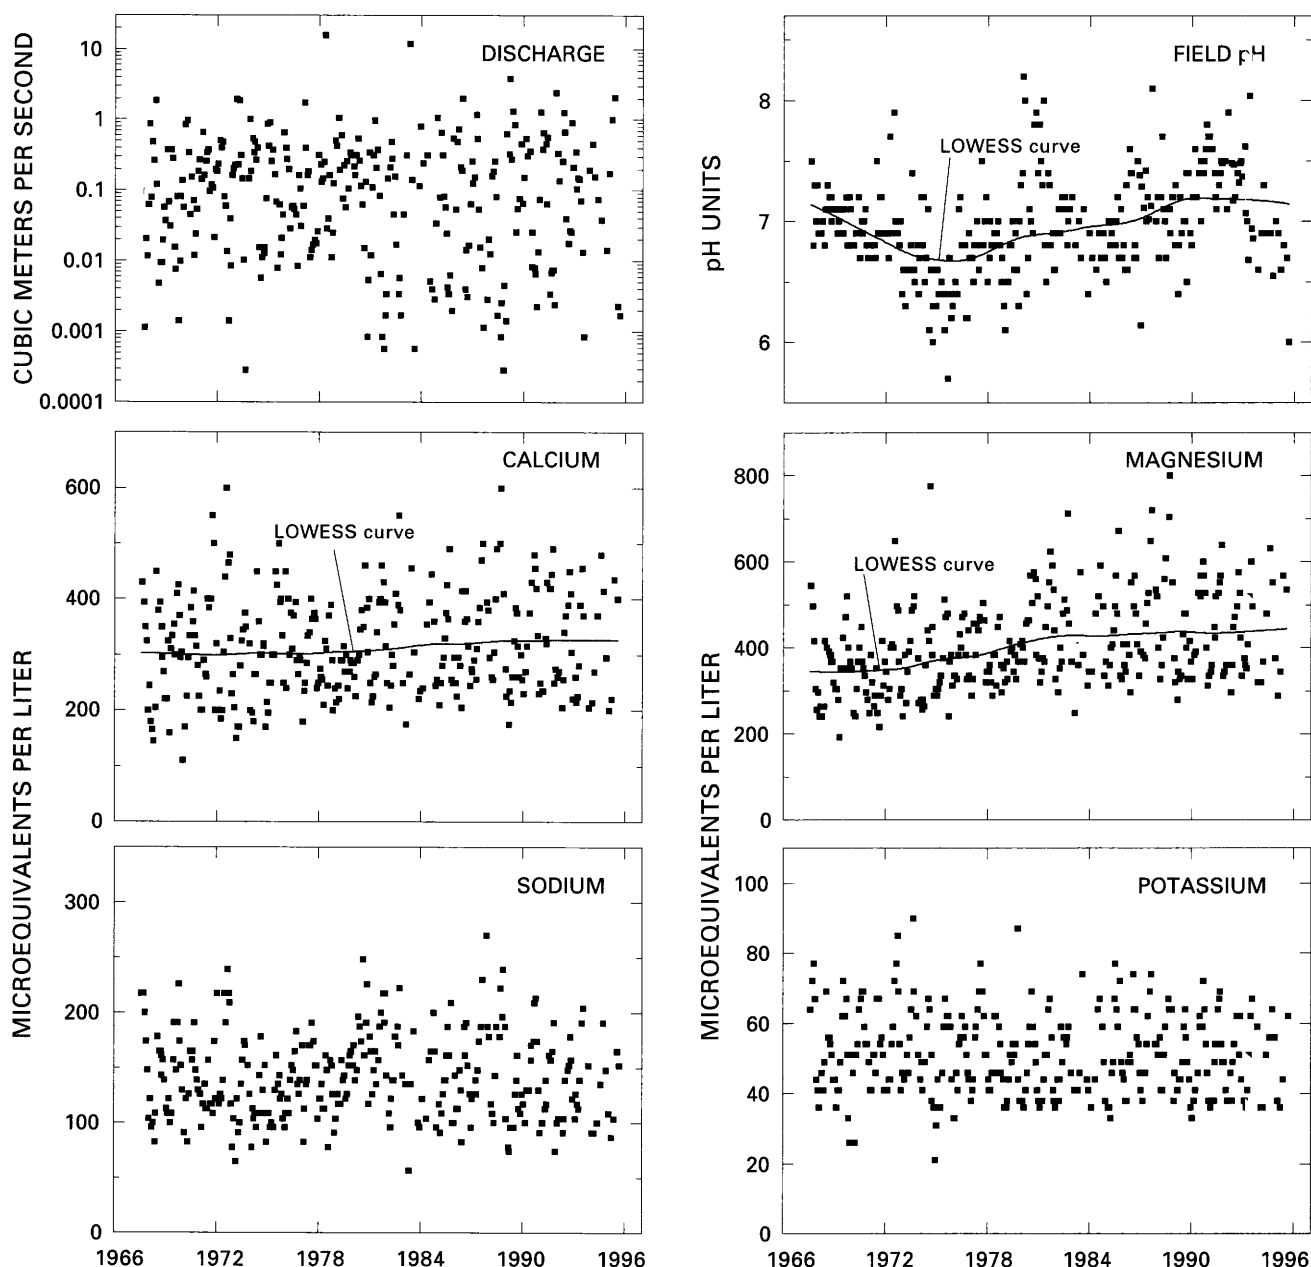 DISCHARGE
CUBIC METERS PER SECOND
10
1
0.1
0.01
0.001
0.0001
FIELD pH
LOWESS curve
pH UNITS
8
7
6
CALCIUM
LOWESS curve
600
400
200
0
MAGNESIUM
LOWESS curve
800
600
400
200
0
MICROEQUIVALENTS PER LITER
MICROEQUIVALENTS PER LITER
SODIUM
300
200
100
0
1966 1972 1978 1984 1990 1996
POTASSIUM
100
80
60
40
20
0
1966 1972 1978 1984 1990 1996